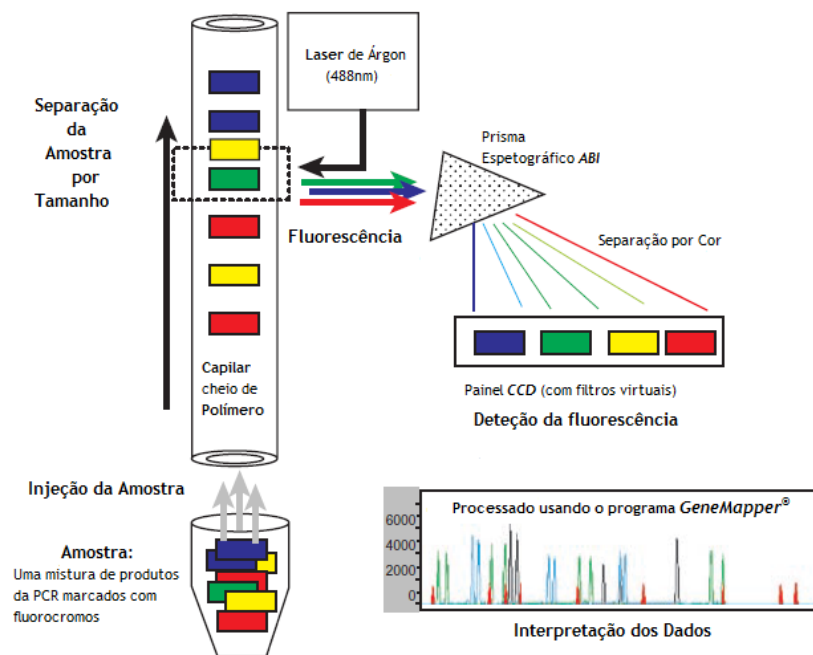 Laser de Árgon
(488nm)
Separação
da
Amostra
por
Tamanho
Prisma
Espetográfico ABI
Fluorescência
Separação por Cor
Capilar
cheio de
Polímero
Painel CCD (com filtros virtuais)
Deteção da fluorescência
Injeção da Amostra
Amostra:
Uma mistura de produtos
da PCR marcados com
fluorocromos
Processado usando o programa GeneMapper®
6000
4000
2000
0
Interpretação dos Dados